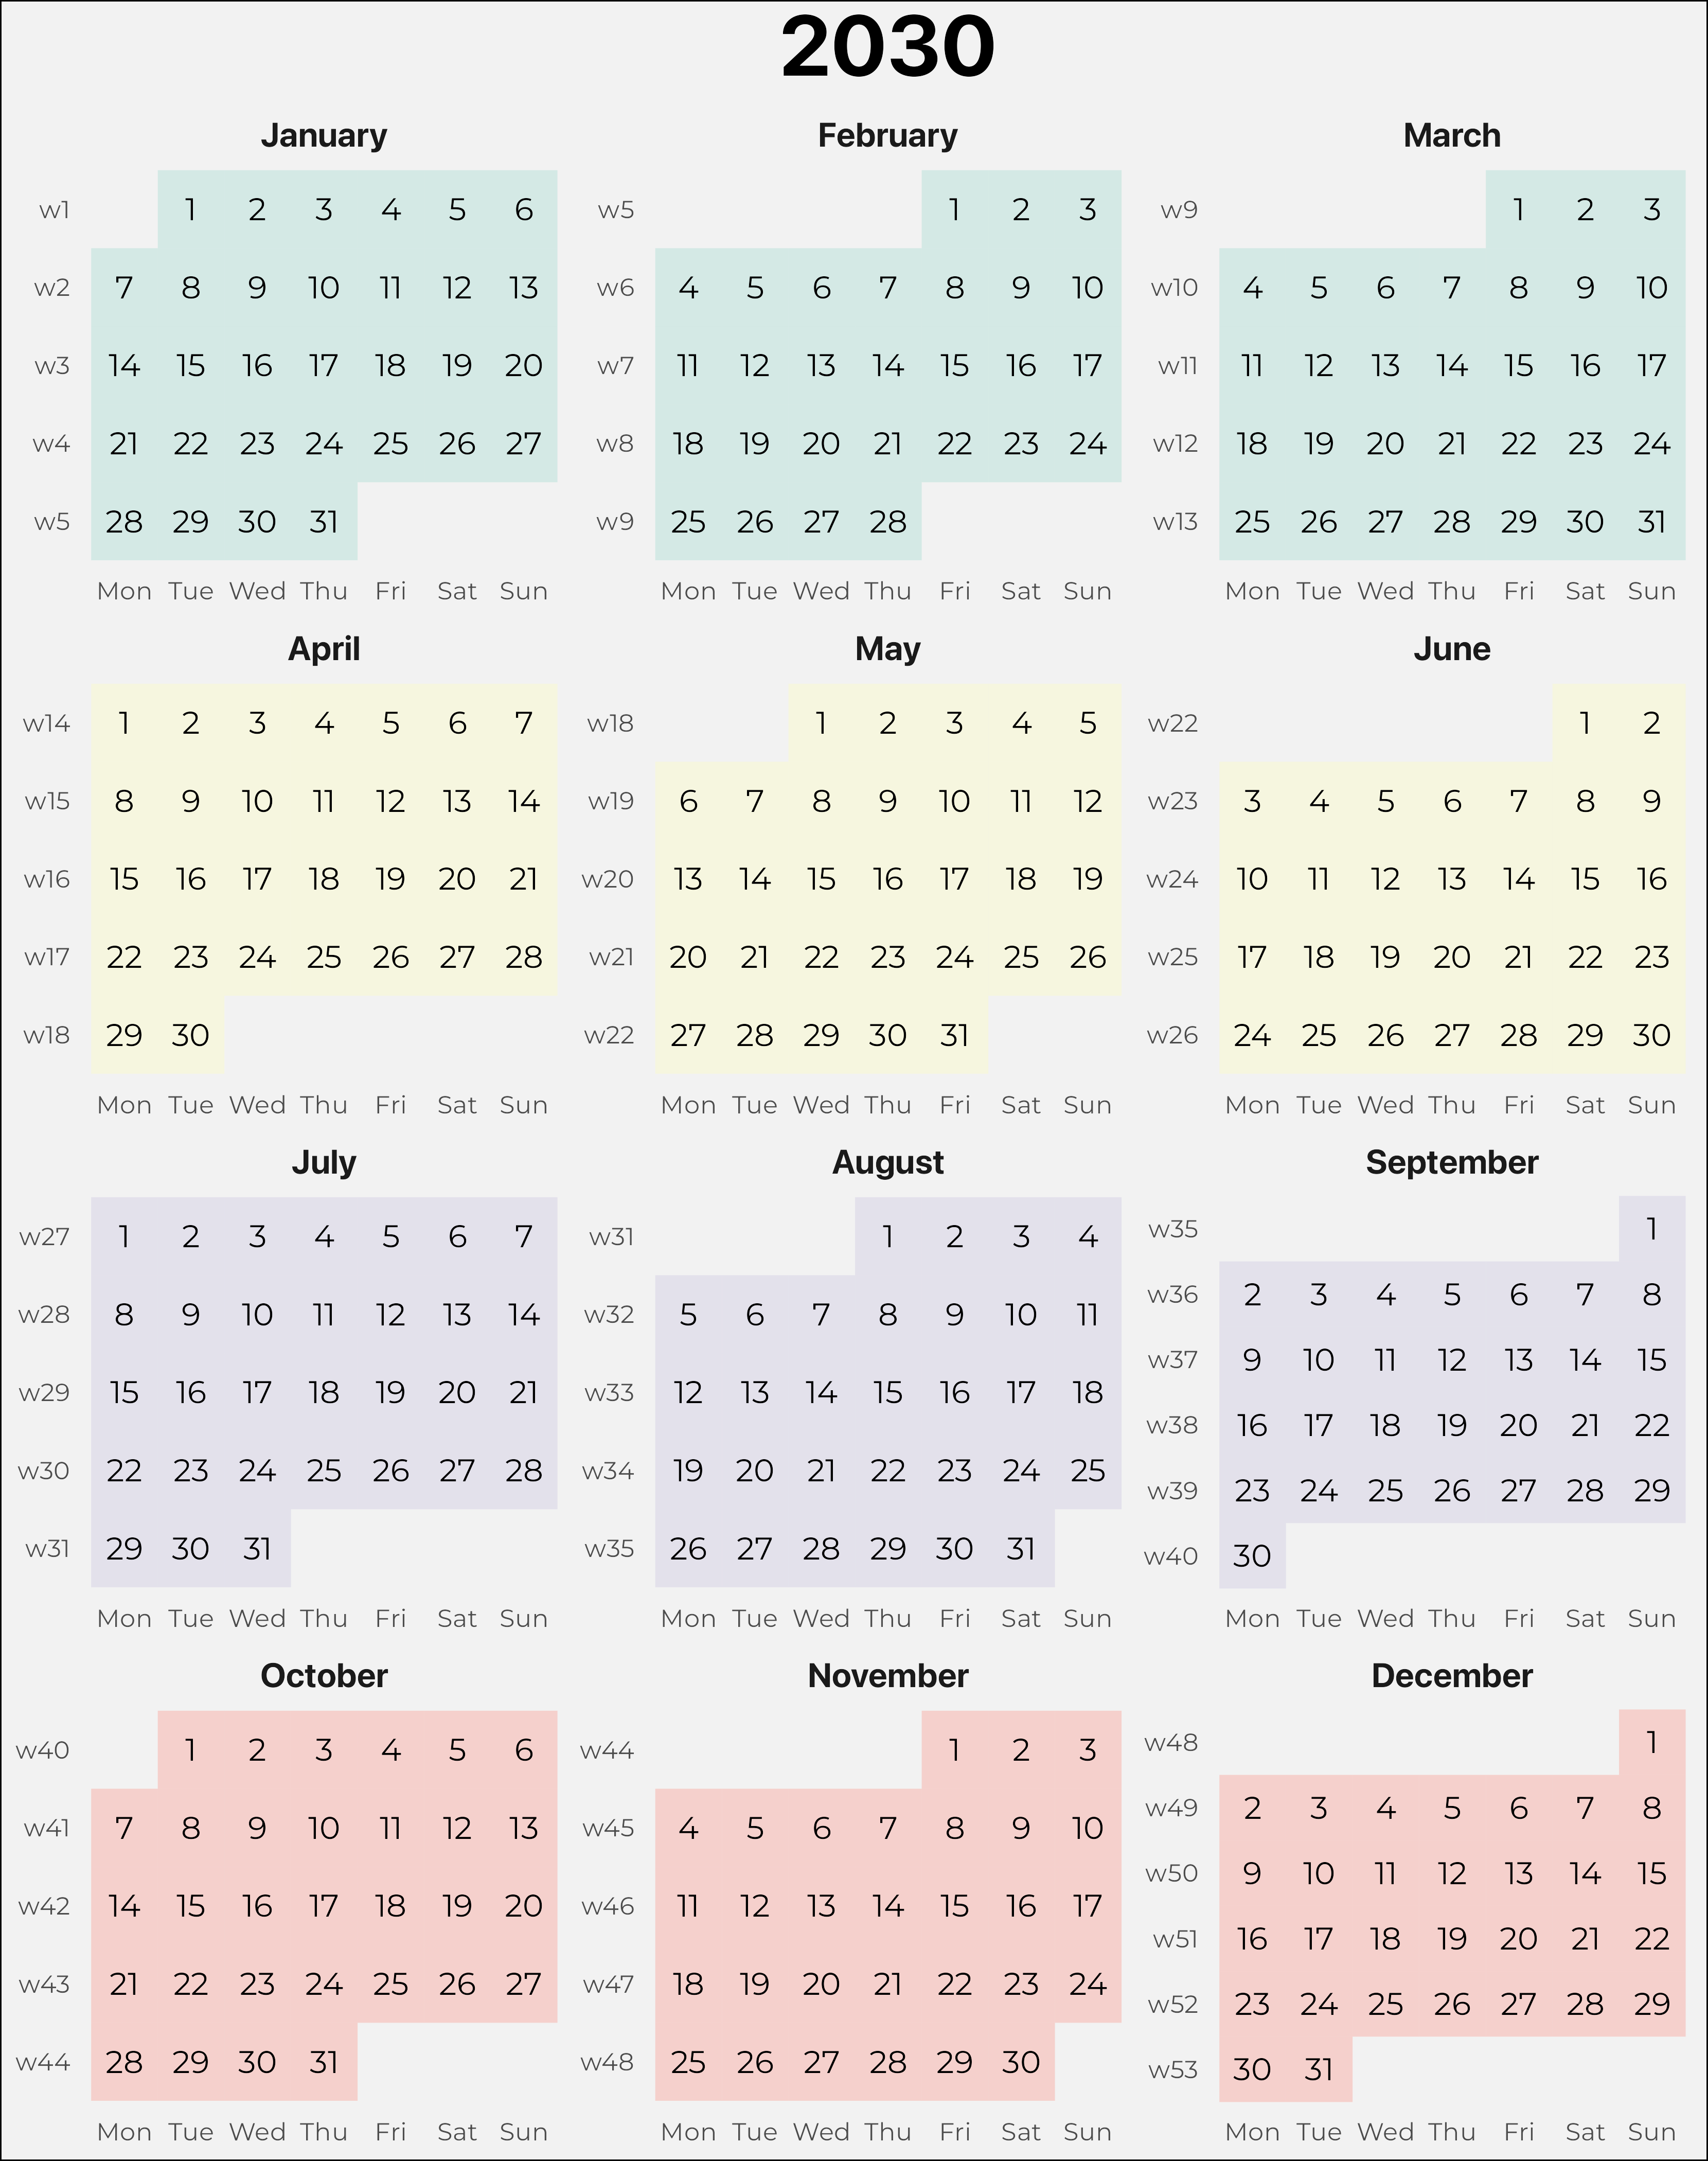 2030
January
w1 1 2 3 4 5 6
w2 7 8 9 10 11 12 13
w3 14 15 16 17 18 19 20
w4 21 22 23 24 25 26 27
w5 28 29 30 31
Mon Tue Wed Thu Fri Sat Sun
February
w5 1 2 3
w6 4 5 6 7 8 9 10
w7 11 12 13 14 15 16 17
w8 18 19 20 21 22 23 24
w9 25 26 27 28
Mon Tue Wed Thu Fri Sat Sun
March
w9 1 2 3
w10 4 5 6 7 8 9 10
w11 11 12 13 14 15 16 17
w12 18 19 20 21 22 23 24
w13 25 26 27 28 29 30 31
Mon Tue Wed Thu Fri Sat Sun
April
w14 1 2 3 4 5 6 7
w15 8 9 10 11 12 13 14
w16 15 16 17 18 19 20 21
w17 22 23 24 25 26 27 28
w18 29 30
Mon Tue Wed Thu Fri Sat Sun
May
w18 1 2 3 4 5
w19 6 7 8 9 10 11 12
w20 13 14 15 16 17 18 19
w21 20 21 22 23 24 25 26
w22 27 28 29 30 31
Mon Tue Wed Thu Fri Sat Sun
June
w22 1 2
w23 3 4 5 6 7 8 9
w24 10 11 12 13 14 15 16
w25 17 18 19 20 21 22 23
w26 24 25 26 27 28 29 30
Mon Tue Wed Thu Fri Sat Sun
July
w27 1 2 3 4 5 6 7
w28 8 9 10 11 12 13 14
w29 15 16 17 18 19 20 21
w30 22 23 24 25 26 27 28
w31 29 30 31
Mon Tue Wed Thu Fri Sat Sun
August
w31 1 2 3 4
w32 5 6 7 8 9 10 11
w33 12 13 14 15 16 17 18
w34 19 20 21 22 23 24 25
w35 26 27 28 29 30 31
Mon Tue Wed Thu Fri Sat Sun
September
w35 1
w36 2 3 4 5 6 7 8
w37 9 10 11 12 13 14 15
w38 16 17 18 19 20 21 22
w39 23 24 25 26 27 28 29
w40 30
Mon Tue Wed Thu Fri Sat Sun
October
w40 1 2 3 4 5 6
w41 7 8 9 10 11 12 13
w42 14 15 16 17 18 19 20
w43 21 22 23 24 25 26 27
w44 28 29 30 31
Mon Tue Wed Thu Fri Sat Sun
November
w44 1 2 3
w45 4 5 6 7 8 9 10
w46 11 12 13 14 15 16 17
w47 18 19 20 21 22 23 24
w48 25 26 27 28 29 30
Mon Tue Wed Thu Fri Sat Sun
December
w48 1
w49 2 3 4 5 6 7 8
w50 9 10 11 12 13 14 15
w51 16 17 18 19 20 21 22
w52 23 24 25 26 27 28 29
w53 30 31
Mon Tue Wed Thu Fri Sat Sun